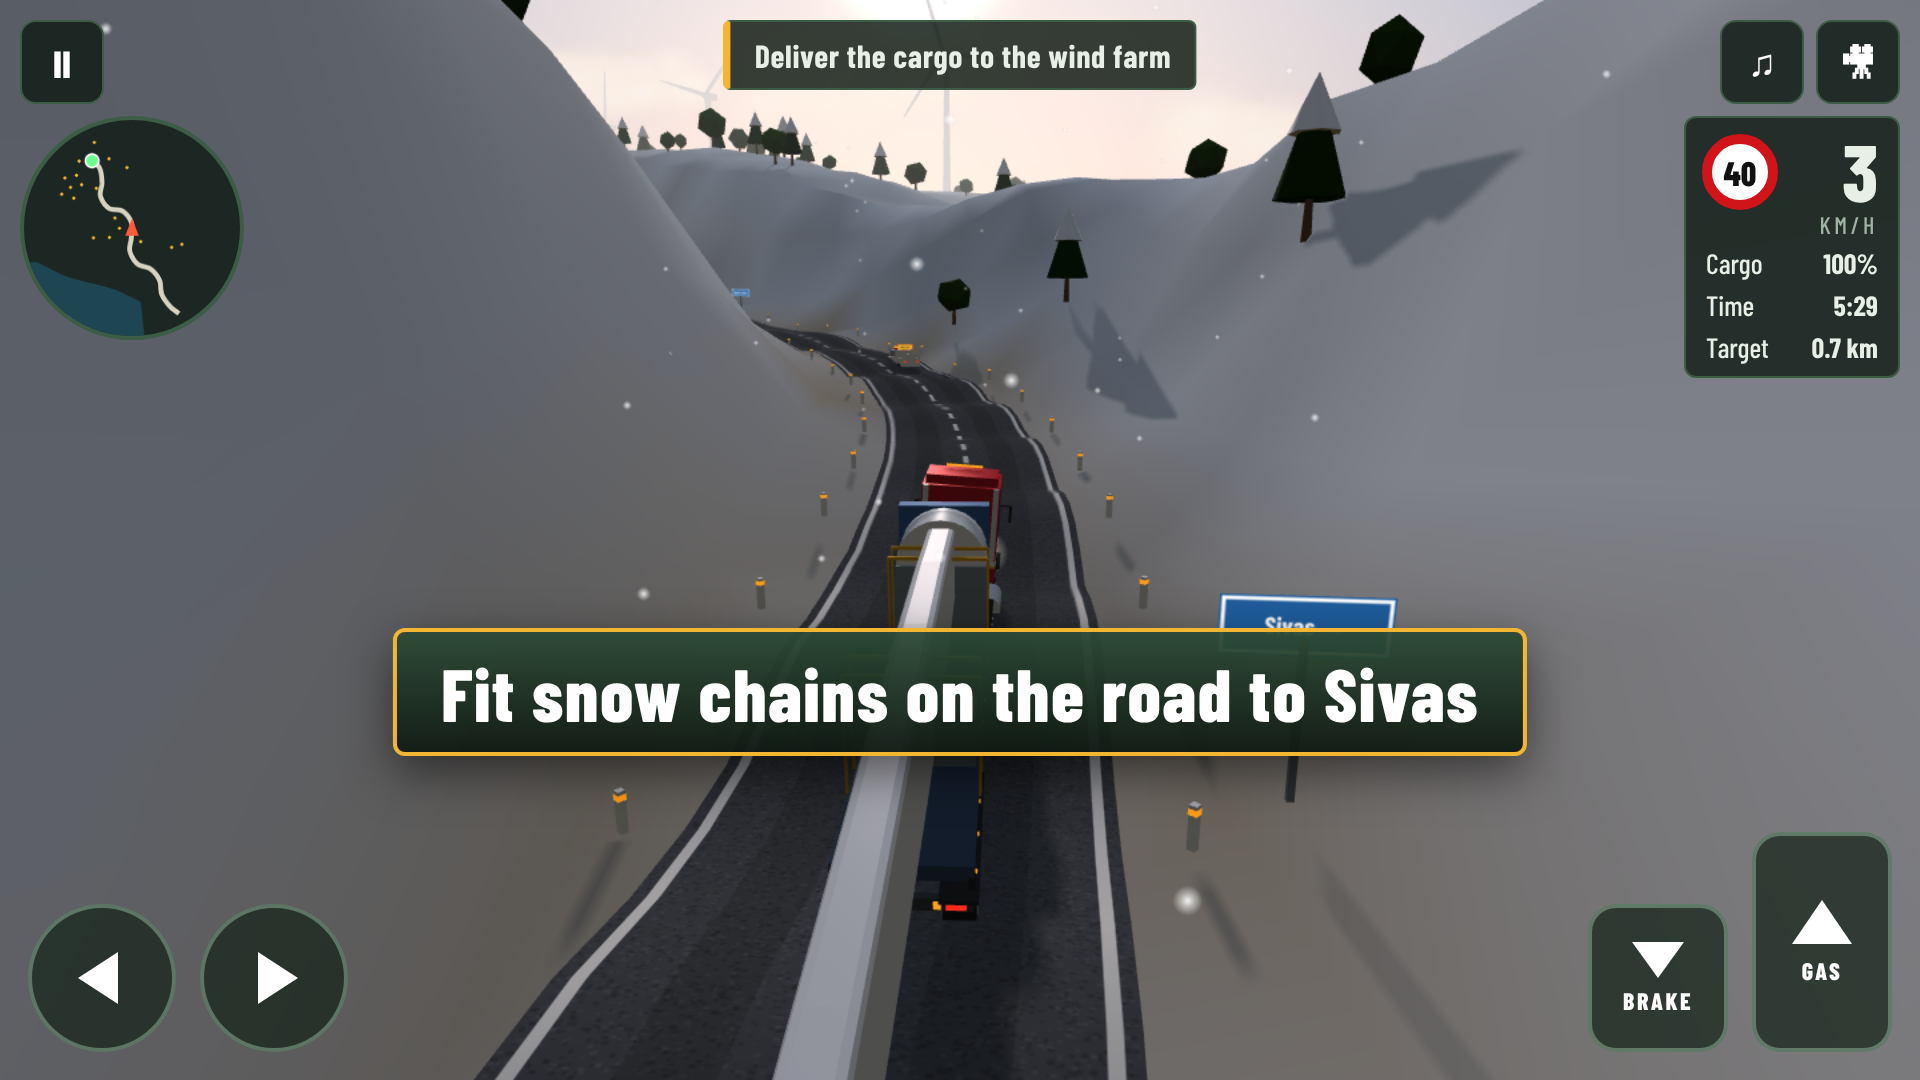 Deliver the cargo to the wind farm
40
3
KM/H
Cargo 100%
Time 5:29
Target 0.7 km
Sivas
Fit snow chains on the road to Sivas
BRAKE
GAS